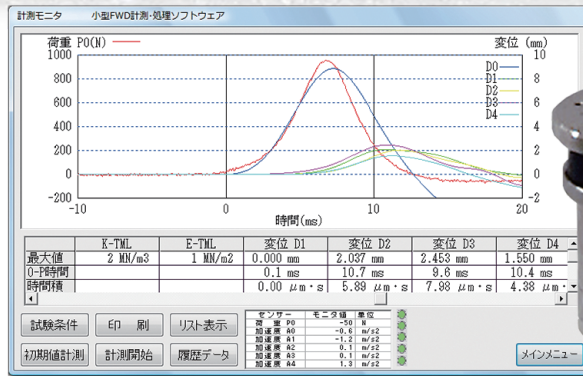 計測モニタ 小型FWD計測・処理ソフトウェア
荷重 P0(N) 変位 (mm)
1000 10
800 D0 8
D1
600 D2 6
D3
400 D4 4
200 2
0 0
-200 -2
-10 0 10 20
時間(ms)
K-TML E-TML 変位 D1 変位 D2 変位 D3 変位 D4
最大値 2 MN/m3 1 MN/m2 0.000 mm 2.037 mm 2.453 mm 1.550 mm
0-P時間 0.1 ms 10.7 ms 9.6 ms 10.4 ms
時間積 0.00 μm・s 5.89 μm・s 7.98 μm・s 4.38 μm・s
試験条件 印 刷 リスト表示
初期値計測 計測開始 履歴データ
センサー モニタ値 単位
荷 重 P0 -50 N
加速度 A0 -0.6 m/s2
加速度 A1 -1.2 m/s2
加速度 A2 0.1 m/s2
加速度 A3 0.1 m/s2
加速度 A4 1.3 m/s2
メインメニュー